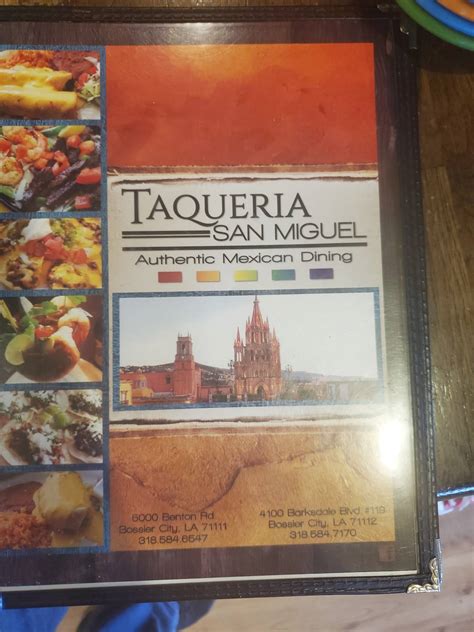 TAQUERIA
SAN MIGUEL
Authentic Mexican Dining
5000 Benton Rd
Bossier City, LA 71111
318.584.6547
4100 Barksdale Blvd #119
Bossier City, LA 71112
318.584.7170